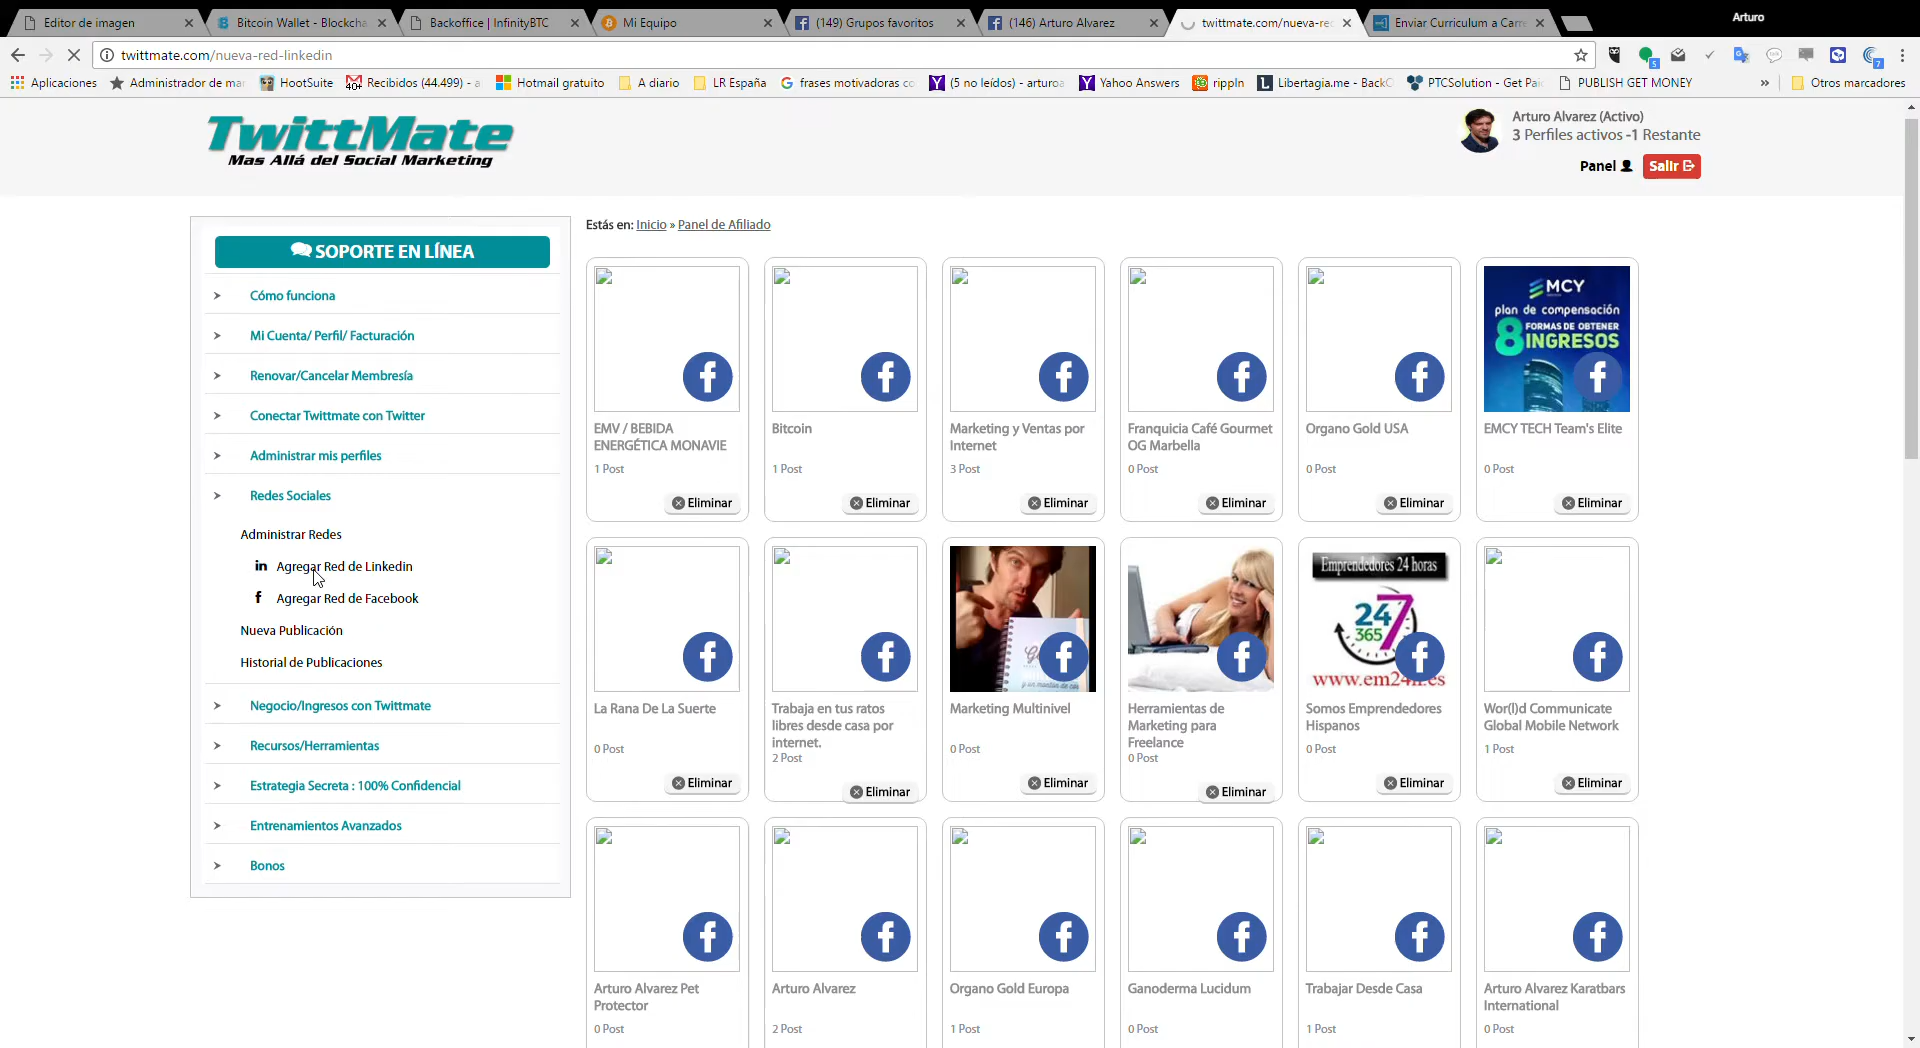 Editor de imagen
Bitcoin Wallet - Blockcha
Backoffice | InfinityBTC
Mi Equipo
(149) Grupos favoritos
(146) Arturo Alvarez
twittmate.com/nueva-red
Enviar Curriculum a Carre
Arturo
twittmate.com/nueva-red-linkedin
Aplicaciones
Administrador de mar
HootSuite
Recibidos (44.499) - a
Hotmail gratuito
A diario
LR España
frases motivadoras co
(5 no leídos) - arturoa
Yahoo Answers
rippln
Libertagia.me - BackO
PTCSolution - Get Pai
PUBLISH GET MONEY
»
Otros marcadores
TwittMate
Mas Allá del Social Marketing
Arturo Alvarez (Activo)
3 Perfiles activos -1 Restante
Panel
Salir
SOPORTE EN LÍNEA
Cómo funciona
Mi Cuenta/ Perfil/ Facturación
Renovar/Cancelar Membresía
Conectar Twittmate con Twitter
Administrar mis perfiles
Redes Sociales
Administrar Redes
in Agregar Red de Linkedin
f Agregar Red de Facebook
Nueva Publicación
Historial de Publicaciones
Negocio/Ingresos con Twittmate
Recursos/Herramientas
Estrategia Secreta : 100% Confidencial
Entrenamientos Avanzados
Bonos
Estás en: Inicio » Panel de Afiliado
EMV / BEBIDA
ENERGÉTICA MONAVIE
1 Post
Eliminar
Bitcoin
1 Post
Eliminar
Marketing y Ventas por
Internet
3 Post
Eliminar
Franquicia Café Gourmet
OG Marbella
0 Post
Eliminar
Organo Gold USA
0 Post
Eliminar
MCY
plan de compensación
8 FORMAS DE OBTENER
INGRESOS
EMCY TECH Team's Elite
0 Post
Eliminar
La Rana De La Suerte
0 Post
Eliminar
Trabaja en tus ratos
libres desde casa por
internet.
2 Post
Eliminar
Marketing Multinivel
0 Post
Eliminar
Herramientas de
Marketing para
Freelance
0 Post
Eliminar
Emprendedores 24 horas
24/7
365
www.em24h.es
Somos Emprendedores
Hispanos
0 Post
Eliminar
Wor(l)d Communicate
Global Mobile Network
1 Post
Eliminar
Arturo Alvarez Pet
Protector
0 Post
Arturo Alvarez
2 Post
Organo Gold Europa
1 Post
Ganoderma Lucidum
0 Post
Trabajar Desde Casa
1 Post
Arturo Alvarez Karatbars
International
0 Post